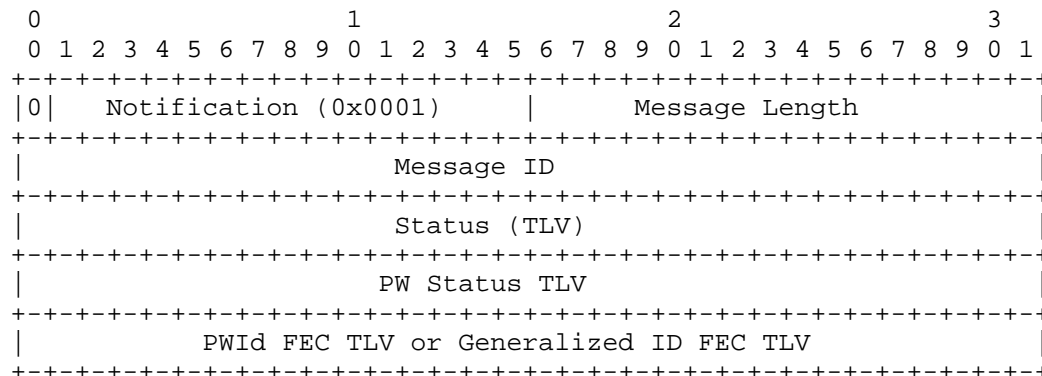 0                   1                   2                   3
 0 1 2 3 4 5 6 7 8 9 0 1 2 3 4 5 6 7 8 9 0 1 2 3 4 5 6 7 8 9 0 1
+-+-+-+-+-+-+-+-+-+-+-+-+-+-+-+-+-+-+-+-+-+-+-+-+-+-+-+-+-+-+-+-+
|0|   Notification (0x0001)     |      Message Length           |
+-+-+-+-+-+-+-+-+-+-+-+-+-+-+-+-+-+-+-+-+-+-+-+-+-+-+-+-+-+-+-+-+
|                       Message ID                              |
+-+-+-+-+-+-+-+-+-+-+-+-+-+-+-+-+-+-+-+-+-+-+-+-+-+-+-+-+-+-+-+-+
|                       Status (TLV)                            |
+-+-+-+-+-+-+-+-+-+-+-+-+-+-+-+-+-+-+-+-+-+-+-+-+-+-+-+-+-+-+-+-+
|                      PW Status TLV                            |
+-+-+-+-+-+-+-+-+-+-+-+-+-+-+-+-+-+-+-+-+-+-+-+-+-+-+-+-+-+-+-+-+
|           PWId FEC TLV or Generalized ID FEC TLV              |
+-+-+-+-+-+-+-+-+-+-+-+-+-+-+-+-+-+-+-+-+-+-+-+-+-+-+-+-+-+-+-+-+